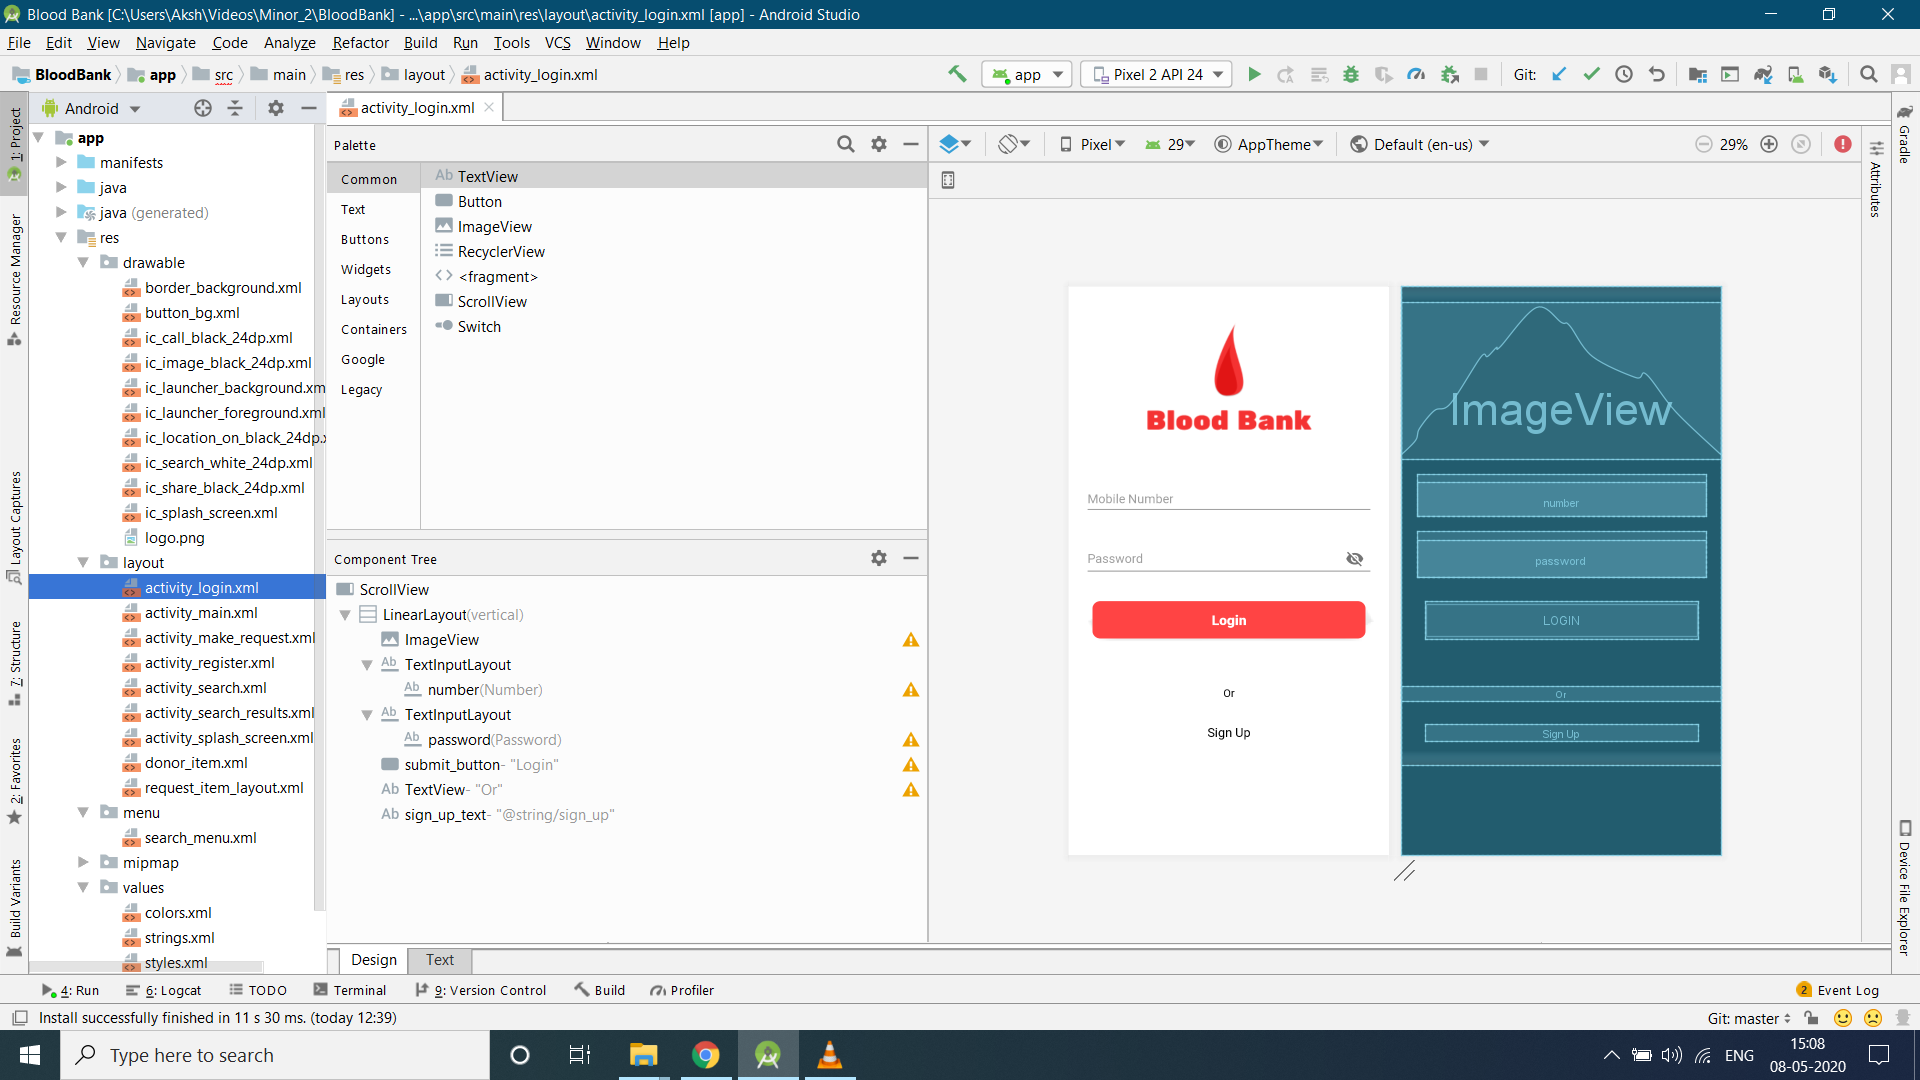 Blood Bank [C:\Users\Aksh\Videos\Minor_2\BloodBank] - ...\app\src\main\res\layout\activity_login.xml [app] - Android Studio
File Edit View Navigate Code Analyze Refactor Build Run Tools VCS Window Help
BloodBank app src main res layout activity_login.xml app Pixel 2 API 24 Git:
1: Project
Resource Manager
Layout Captures
7: Structure
2: Favorites
Build Variants
Android
app
manifests
java
java (generated)
res
drawable
border_background.xml
button_bg.xml
ic_call_black_24dp.xml
ic_image_black_24dp.xml
ic_launcher_background.xm
ic_launcher_foreground.xml
ic_location_on_black_24dp.x
ic_search_white_24dp.xml
ic_share_black_24dp.xml
ic_splash_screen.xml
logo.png
layout
activity_login.xml
activity_main.xml
activity_make_request.xml
activity_register.xml
activity_search.xml
activity_search_results.xml
activity_splash_screen.xml
donor_item.xml
request_item_layout.xml
menu
search_menu.xml
mipmap
values
colors.xml
strings.xml
styles.xml
activity_login.xml
Palette
Common
Text
Buttons
Widgets
Layouts
Containers
Google
Legacy
Ab TextView
Button
ImageView
RecyclerView
<fragment>
ScrollView
Switch
Component Tree
ScrollView
LinearLayout(vertical)
ImageView
Ab TextInputLayout
Ab number(Number)
Ab TextInputLayout
Ab password(Password)
submit_button- "Login"
Ab TextView- "Or"
Ab sign_up_text- "@string/sign_up"
Pixel 29 AppTheme Default (en-us) 29%
Blood Bank
Mobile Number
Password
Login
Or
Sign Up
ImageView
number
password
LOGIN
Or
Sign Up
Gradle
Attributes
Device File Explorer
Design Text
4: Run 6: Logcat TODO Terminal 9: Version Control Build Profiler 2 Event Log
Install successfully finished in 11 s 30 ms. (today 12:39) Git: master
Type here to search ENG 15:08
08-05-2020